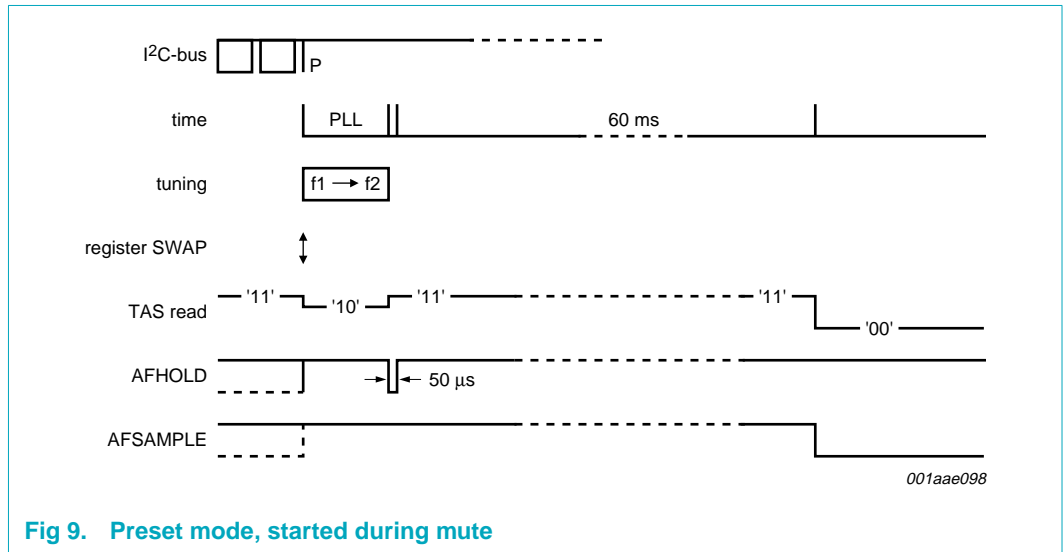 I²C-bus
P
time
PLL
60 ms
tuning
f1 → f2
register SWAP
TAS read
'11'
'10'
'11'
'11'
'00'
AFHOLD
50 μs
AFSAMPLE
001aae098
Fig 9. Preset mode, started during mute